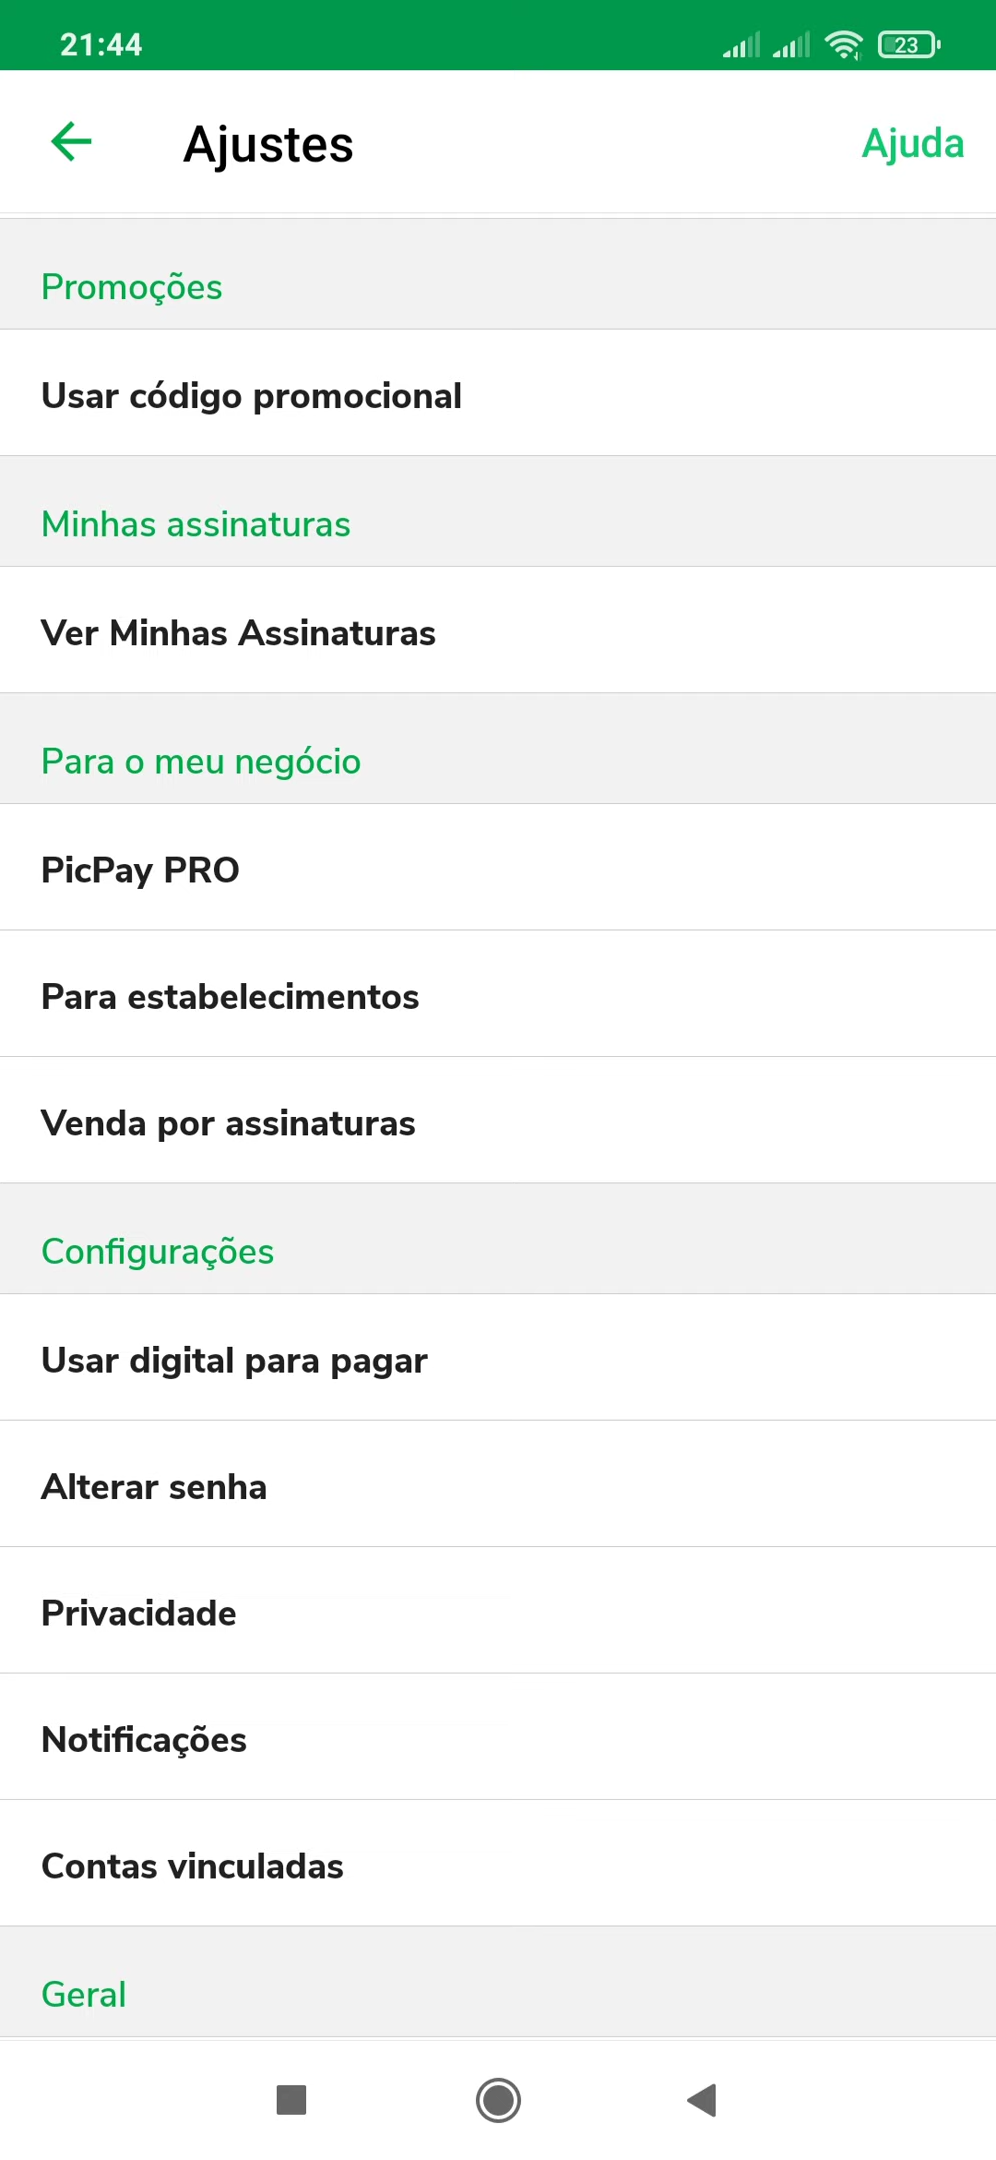 21:44
23
Ajustes
Ajuda
Promoções
Usar código promocional
Minhas assinaturas
Ver Minhas Assinaturas
Para o meu negócio
PicPay PRO
Para estabelecimentos
Venda por assinaturas
Configurações
Usar digital para pagar
Alterar senha
Privacidade
Notificações
Contas vinculadas
Geral